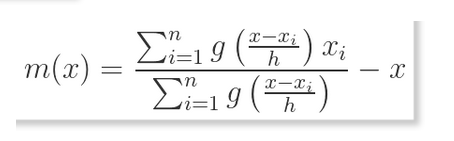 m(x) = \frac{\sum_{i=1}^{n} g\left(\frac{x-x_i}{h}\right) x_i}{\sum_{i=1}^{n} g\left(\frac{x-x_i}{h}\right)} - x